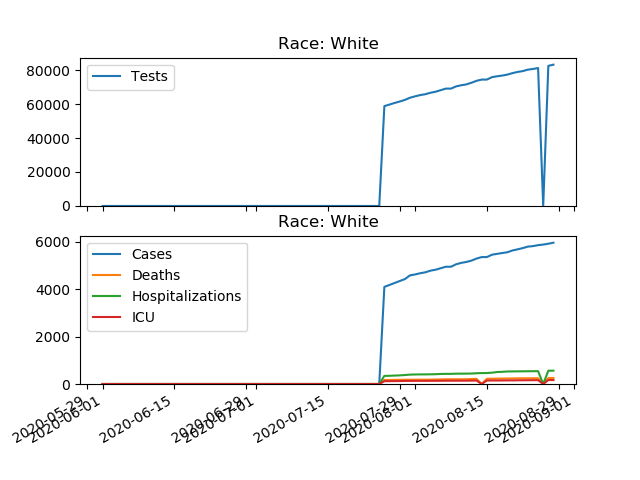 Race: White
Tests
80000
60000
40000
20000
0
Race: White
Cases
Deaths
Hospitalizations
ICU
6000
4000
2000
0
2020-05-29
2020-06-01
2020-06-15
2020-06-29
2020-07-01
2020-07-15
2020-07-29
2020-08-01
2020-08-15
2020-08-29
2020-09-01